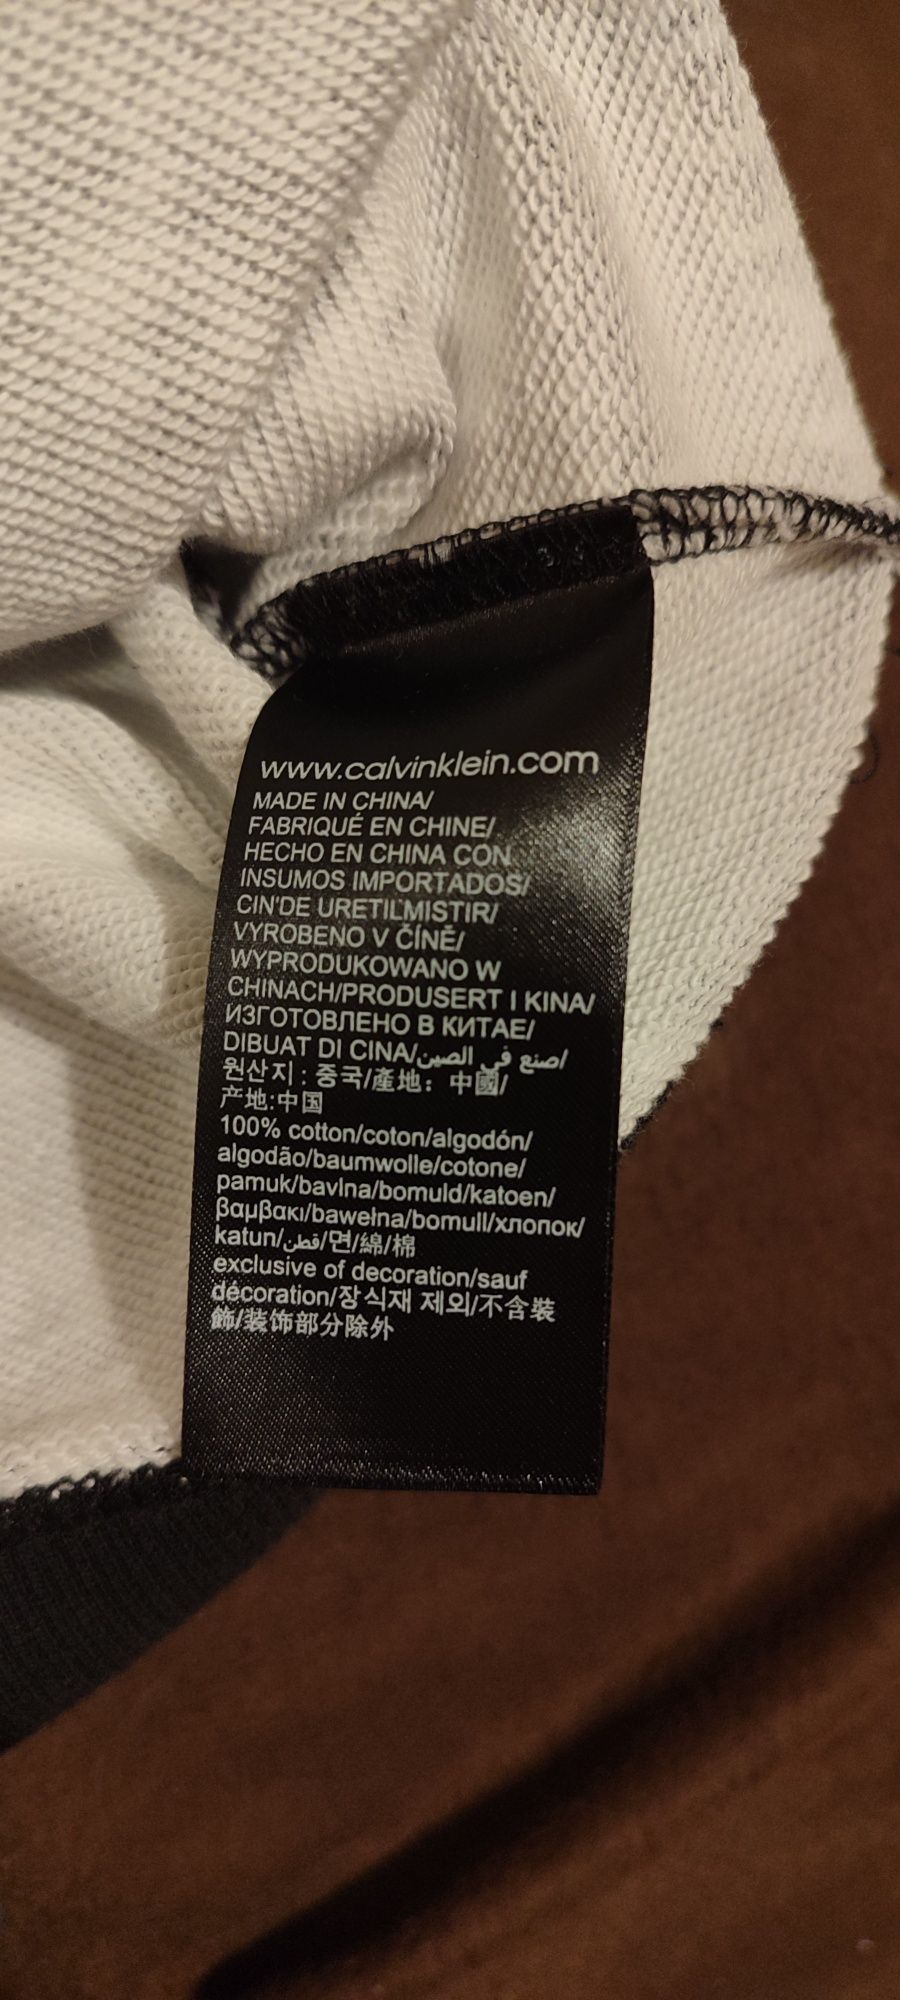 www.calvinklein.com
MADE IN CHINA/
FABRIQUÉ EN CHINE/
HECHO EN CHINA CON
INSUMOS IMPORTADOS/
CIN'DE URETILMISTIR/
VYROBENO V ČÍNĚ/
WYPRODUKOWANO W
CHINACH/PRODUSERT I KINA/
ИЗГОТОВЛЕНО В КИТАЕ/
DIBUAT DI CINA/صنع في الصين/
원산지: 중국/產地: 中國/
产地:中国
100% cotton/coton/algodón/
algodão/baumwolle/cotone/
pamuk/bavlna/bomuld/katoen/
βαμβακι/bawełna/bomull/хлопок/
katun/قطن/면/綿/棉
exclusive of decoration/sauf
décoration/장식재 제외/不含裝
飾/装饰部分除外